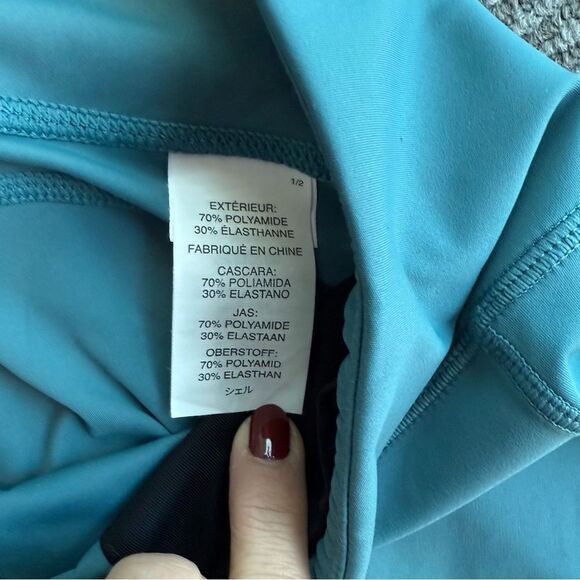 1/2
EXTÉRIEUR:
70% POLYAMIDE
30% ÉLASTHANNE
FABRIQUÉ EN CHINE
CASCARA:
70% POLIAMIDA
30% ELASTANO
JAS:
70% POLYAMIDE
30% ELASTAAN
OBERSTOFF:
70% POLYAMID
30% ELASTHAN
シェル